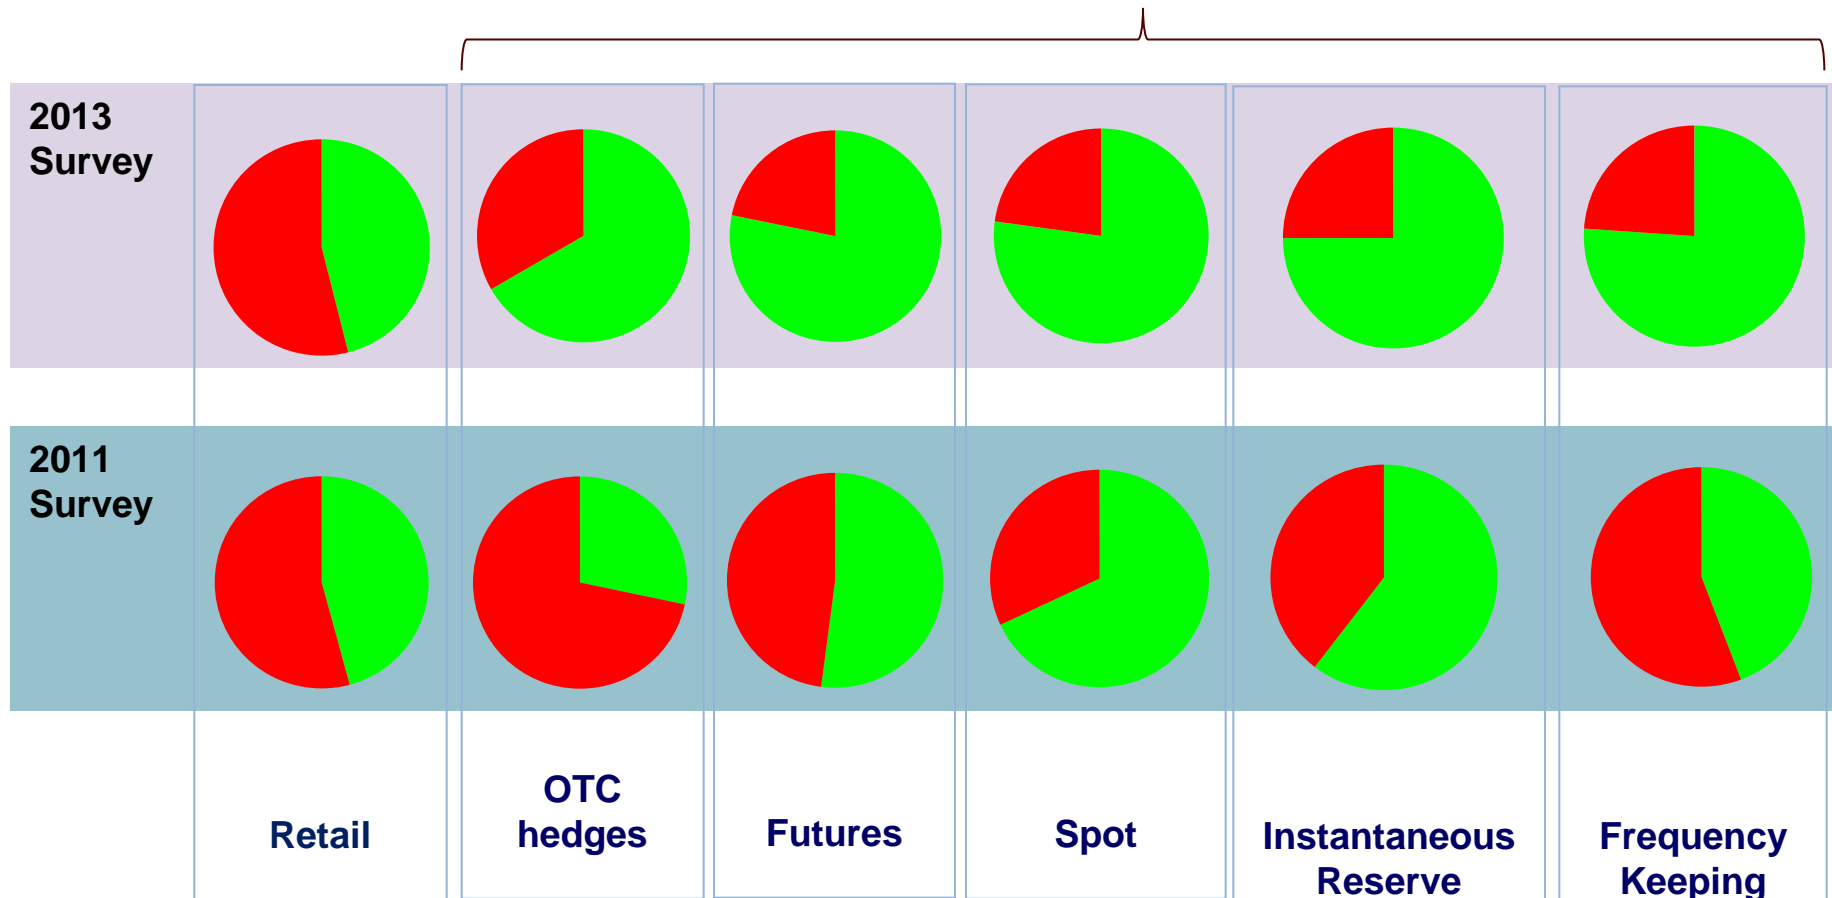 2013
Survey
2011
Survey
Retail
OTC
hedges
Futures
Spot
Instantaneous
Reserve
Frequency
Keeping